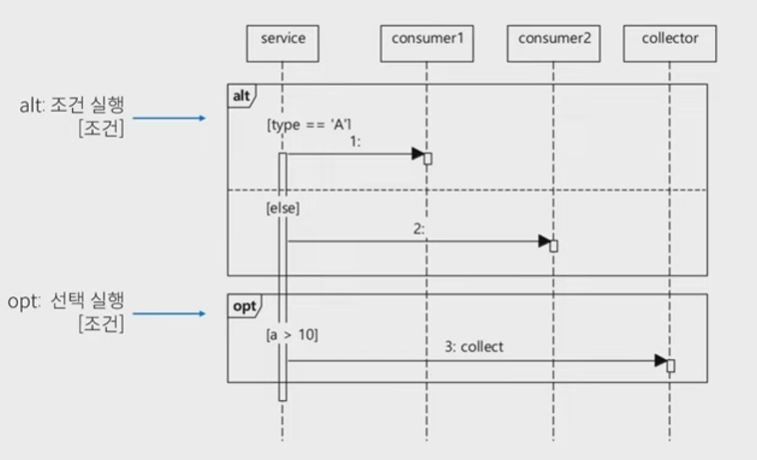 service
consumer1
consumer2
collector
alt
alt: 조건 실행
[조건]
[type == 'A']
1:
[else]
2:
opt: 선택 실행
[조건]
opt
[a > 10]
3: collect